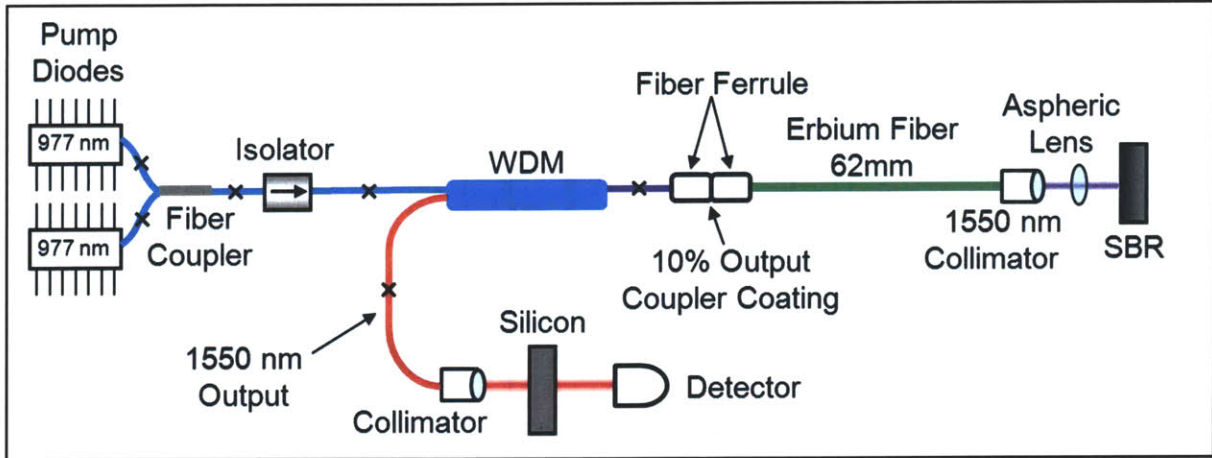 Pump
Diodes
977 nm
977 nm
Fiber
Coupler
Isolator
WDM
Fiber Ferrule
10% Output
Coupler Coating
Erbium Fiber
62mm
1550 nm
Collimator
Aspheric
Lens
SBR
1550 nm
Output
Collimator
Silicon
Detector